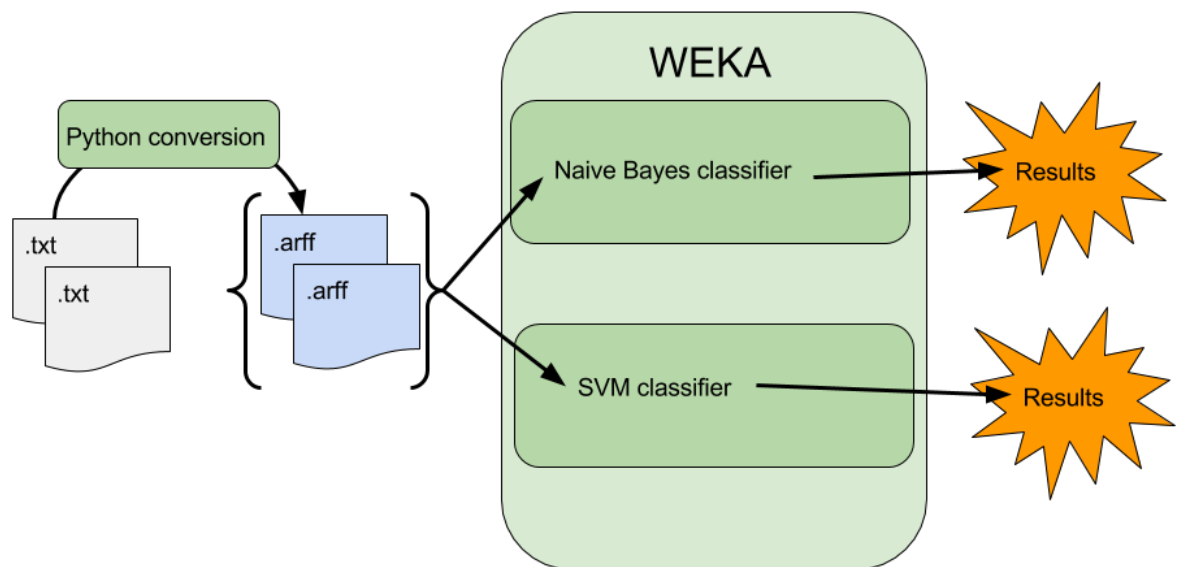 WEKA
Python conversion
.txt
.txt
.arff
.arff
Naive Bayes classifier
Results
SVM classifier
Results